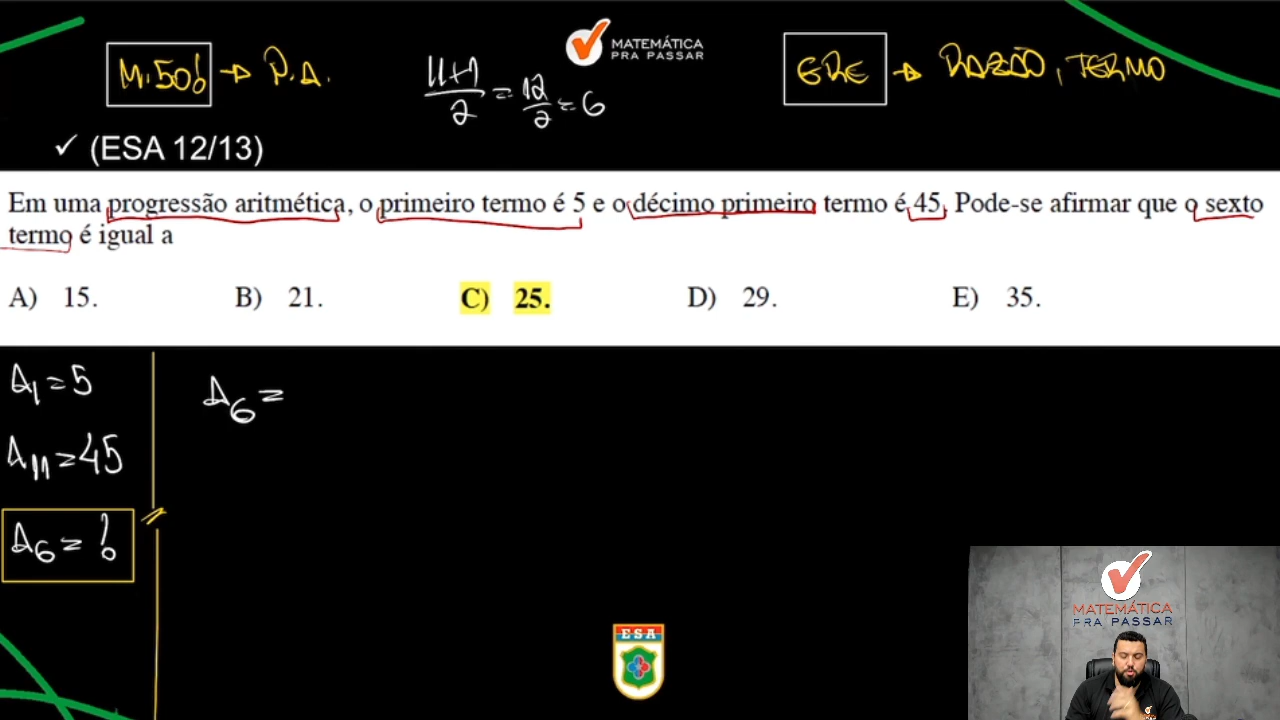 M.50% → P.A.
11+1/2 = 12/2 = 6
MATEMÁTICA
PRA PASSAR
GRE → RAZÃO, TERMO
✓ (ESA 12/13)
Em uma progressão aritmética, o primeiro termo é 5 e o décimo primeiro termo é 45. Pode-se afirmar que o sexto
termo é igual a
A) 15. B) 21. C) 25. D) 29. E) 35.
A₁ = 5
A₆ =
A₁₁ = 45
A₆ = ?
ESA
MATEMÁTICA
PRA PASSAR